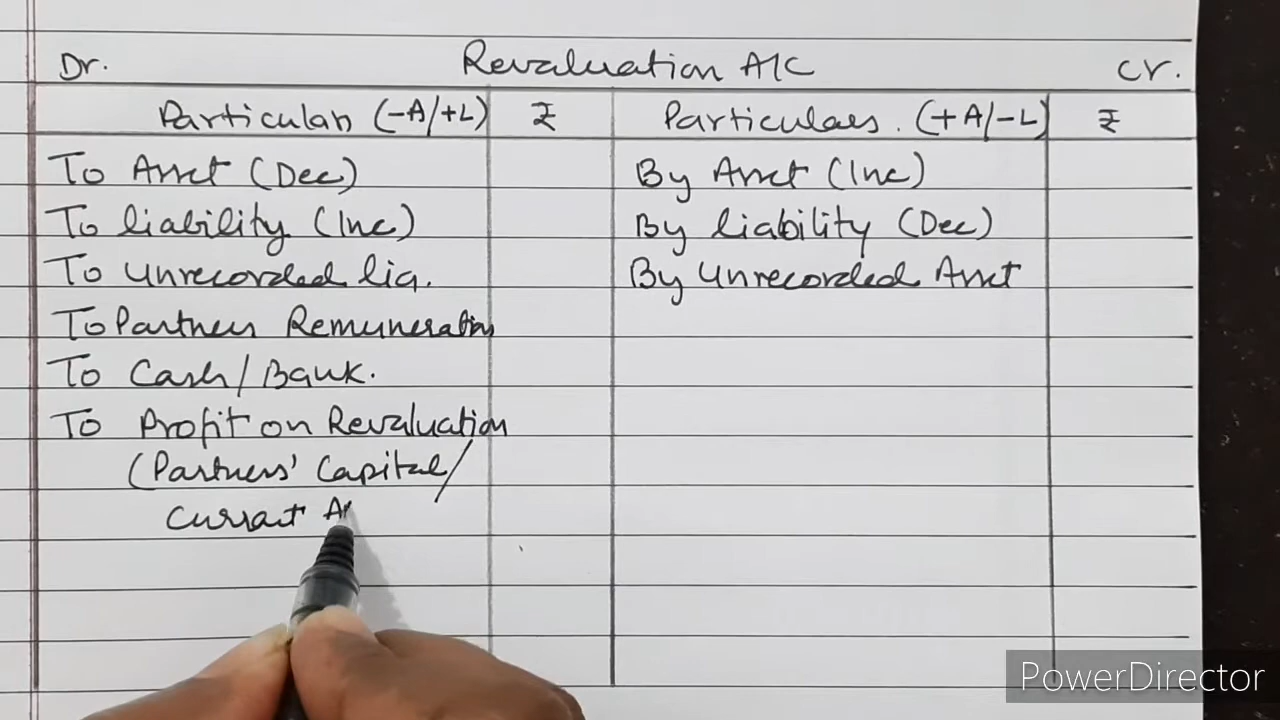 Dr. Revaluation A/C Cr.
Particulars (-A/+L) ₹ Particulars. (+A/-L) ₹
To Asset (Dec) By Asset (Inc)
To liability (Inc) By liability (Dec)
To unrecorded lia. By unrecorded Asset
To Partners Remuneration
To Cash/Bank.
To Profit on Revaluation
(Partners' Capital/
Current A
PowerDirector